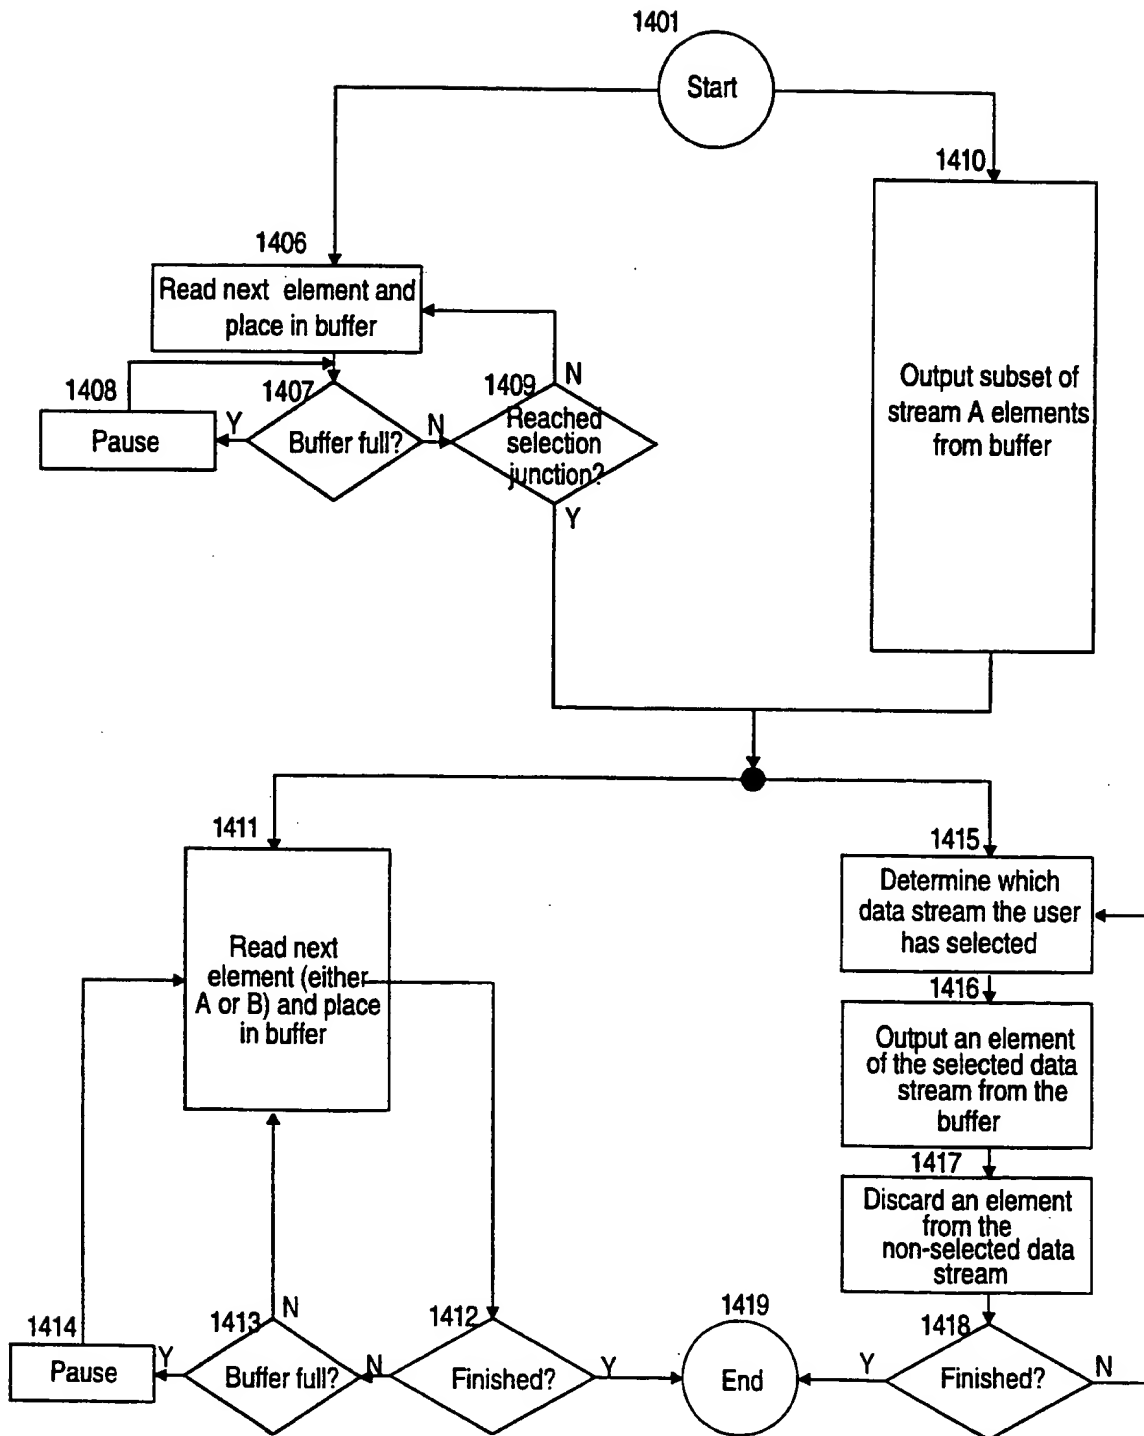 1401
Start
1410
Output subset of
stream A elements
from buffer
1406
Read next element and
place in buffer
1408
Pause
Y
1407
Buffer full?
N
1409
N
Reached
selection
junction?
Y
1411
Read next
element (either
A or B) and place
in buffer
1415
Determine which
data stream the user
has selected
1416
Output an element
of the selected data
stream from the
buffer
1417
Discard an element
from the
non-selected data
stream
1414
Pause
Y
1413
N
Buffer full?
N
1412
Finished?
Y
1419
End
Y
1418
Finished?
N